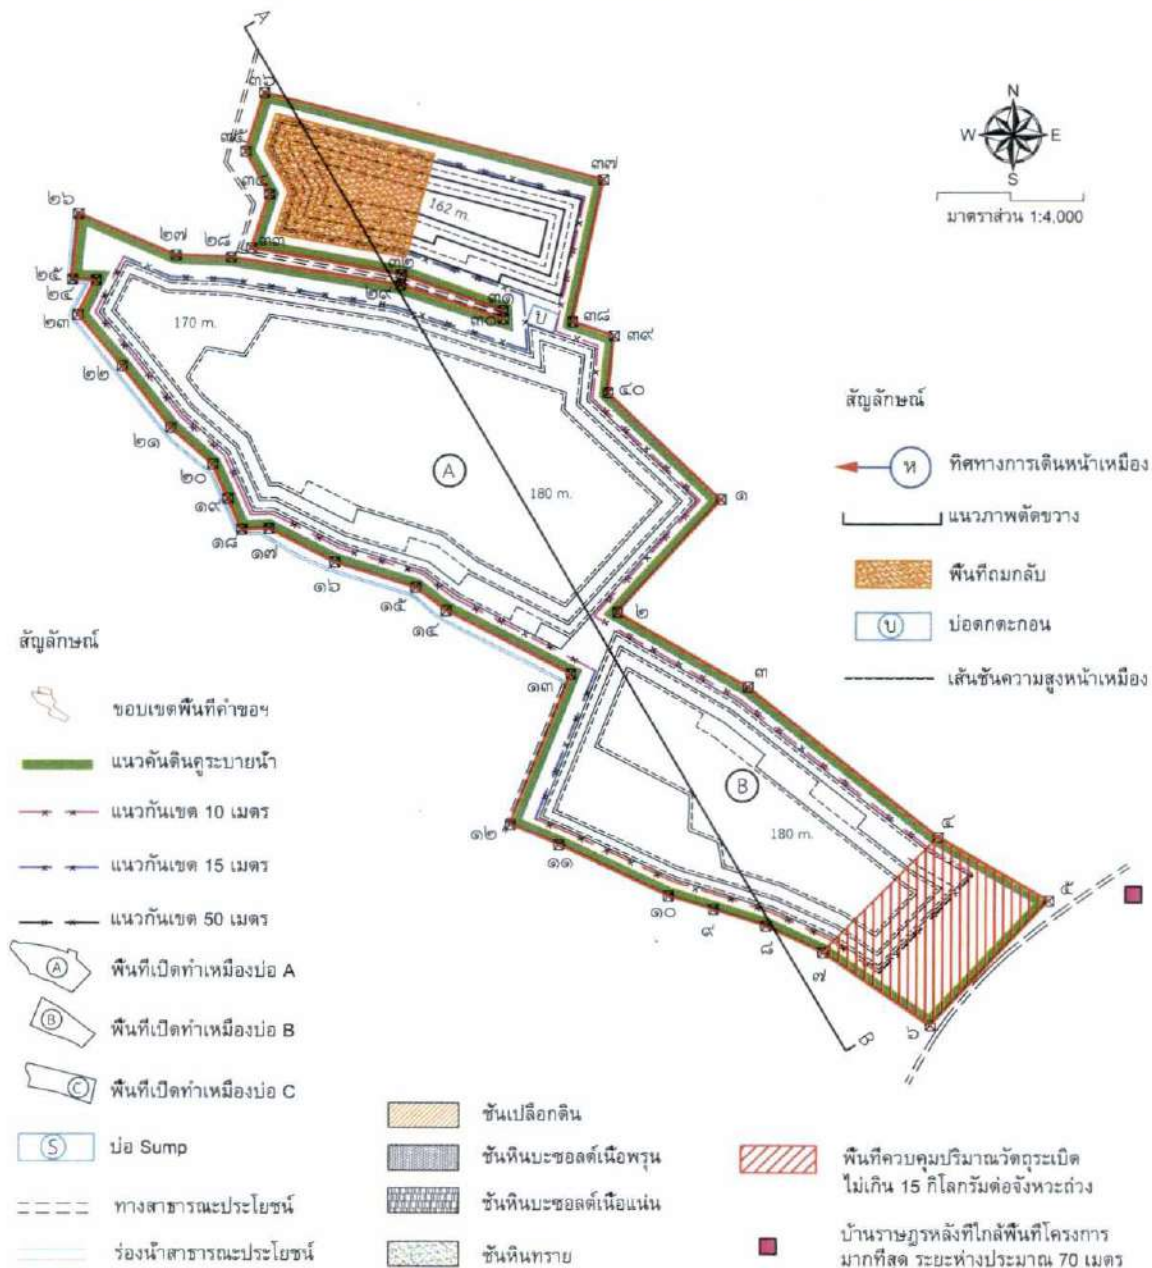 A
N
W E
S
มาตราส่วน 1:4,000
๓๖
๓๗
๓๕
๓๔
162 m.
๒๖
๒๗
๒๘
๓๓
๓๒
๒๙
๓๑
๓๐
บ
๓๘
๓๙
๒๕
๒๔
๒๓
170 m.
๒๒
๔๐
๒๑
๒๐
A
180 m.
๑
๑๙
๑๘
๑๗
๑๖
๑๕
๑๔
๒
๑๓
๓
B
180 m.
๔
๑๒
๑๑
๑๐
๙
๘
๗
๕
๖
B
สัญลักษณ์
ห ทิศทางการเดินหน้าเหมือง
แนวภาพตัดขวาง
พื้นที่ถมกลับ
บ บ่อดักตะกอน
เส้นชั้นความสูงหน้าเหมือง
สัญลักษณ์
ขอบเขตพื้นที่คำขอฯ
แนวคันดินคูระบายน้ำ
แนวกันเขต 10 เมตร
แนวกันเขต 15 เมตร
แนวกันเขต 50 เมตร
A พื้นที่เปิดทำเหมืองบ่อ A
B พื้นที่เปิดทำเหมืองบ่อ B
C พื้นที่เปิดทำเหมืองบ่อ C
S บ่อ Sump
ทางสาธารณะประโยชน์
ร่องน้ำสาธารณะประโยชน์
ชั้นเปลือกดิน
ชั้นหินบะซอลต์เนื้อพรุน
ชั้นหินบะซอลต์เนื้อแน่น
ชั้นหินทราย
พื้นที่ควบคุมปริมาณวัตถุระเบิด
ไม่เกิน 15 กิโลกรัมต่อจังหวะถ่วง
บ้านราษฎรหลังที่ใกล้พื้นที่โครงการ
มากที่สุด ระยะห่างประมาณ 70 เมตร